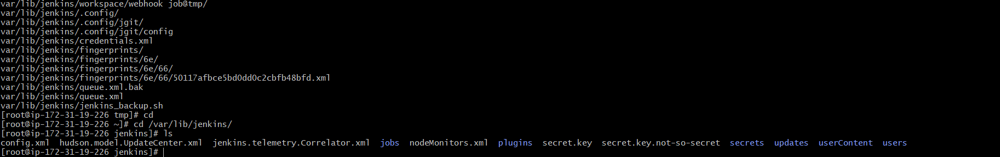 var/lib/jenkins/workspace/webhook job@tmp/
var/lib/jenkins/.config/
var/lib/jenkins/.config/jgit/
var/lib/jenkins/.config/jgit/config
var/lib/jenkins/credentials.xml
var/lib/jenkins/fingerprints/
var/lib/jenkins/fingerprints/6e/
var/lib/jenkins/fingerprints/6e/66/
var/lib/jenkins/fingerprints/6e/66/50117afbce5bd0dd0c2cbfb48bfd.xml
var/lib/jenkins/queue.xml.bak
var/lib/jenkins/queue.xml
var/lib/jenkins/jenkins_backup.sh
[root@ip-172-31-19-226 tmp]# cd
[root@ip-172-31-19-226 ~]# cd /var/lib/jenkins/
[root@ip-172-31-19-226 jenkins]# ls
config.xml  hudson.model.UpdateCenter.xml  jenkins.telemetry.Correlator.xml  jobs  nodeMonitors.xml  plugins  secret.key  secret.key.not-so-secret  secrets  updates  userContent  users
[root@ip-172-31-19-226 jenkins]#